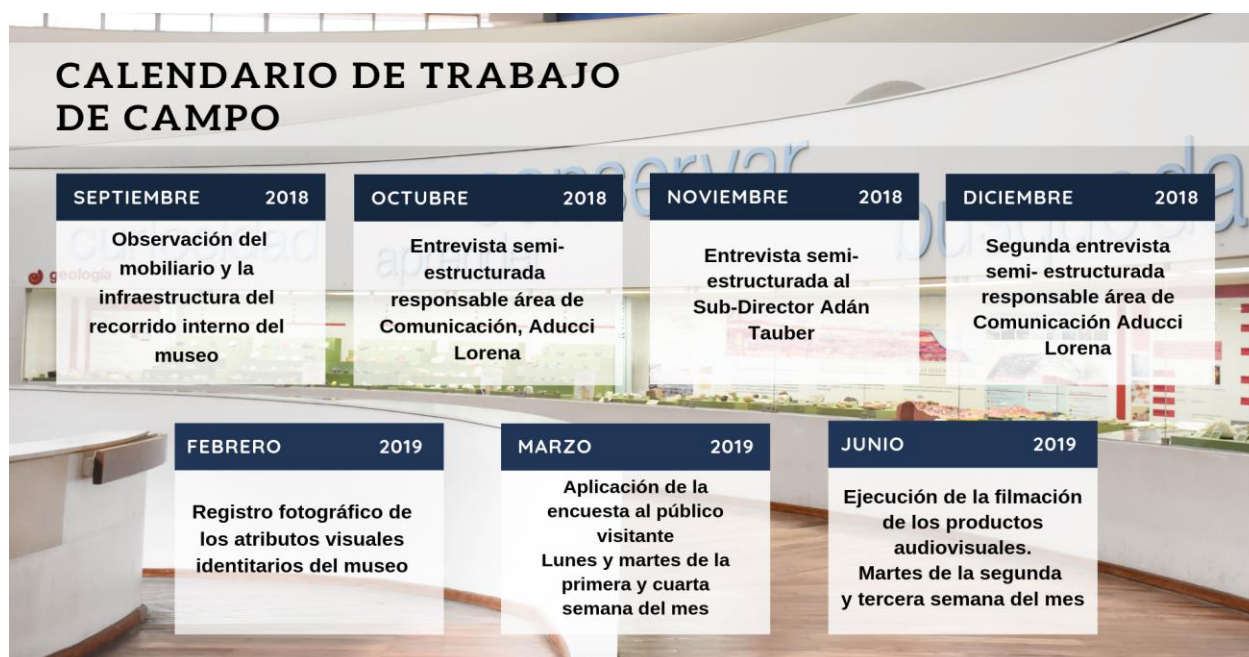 CALENDARIO DE TRABAJO
DE CAMPO
SEPTIEMBRE 2018
Observación del
mobiliario y la
infraestructura del
recorrido interno del
museo
OCTUBRE 2018
Entrevista semi-
estructurada
responsable área de
Comunicación, Aducci
Lorena
NOVIEMBRE 2018
Entrevista semi-
estructurada al
Sub-Director Adán
Tauber
DICIEMBRE 2018
Segunda entrevista
semi- estructurada
responsable área de
Comunicación Aducci
Lorena
FEBRERO 2019
Registro fotográfico de
los atributos visuales
identitarios del museo
MARZO 2019
Aplicación de la
encuesta al público
visitante
Lunes y martes de la
primera y cuarta
semana del mes
JUNIO 2019
Ejecución de la filmación
de los productos
audiovisuales.
Martes de la segunda
y tercera semana del mes
conservar
curiosidad
aprender
geología